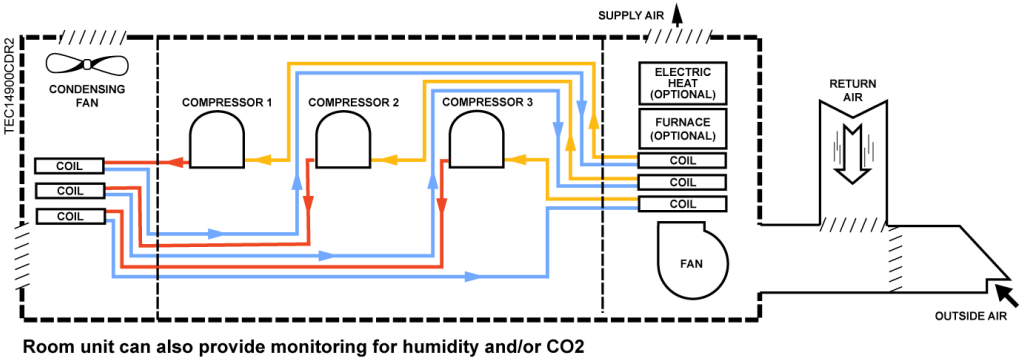 SUPPLY AIR
TEC14900CDR2
CONDENSING
FAN
COMPRESSOR 1
COMPRESSOR 2
COMPRESSOR 3
ELECTRIC
HEAT
(OPTIONAL)
FURNACE
(OPTIONAL)
RETURN
AIR
COIL
COIL
COIL
COIL
COIL
COIL
FAN
OUTSIDE AIR
Room unit can also provide monitoring for humidity and/or CO2